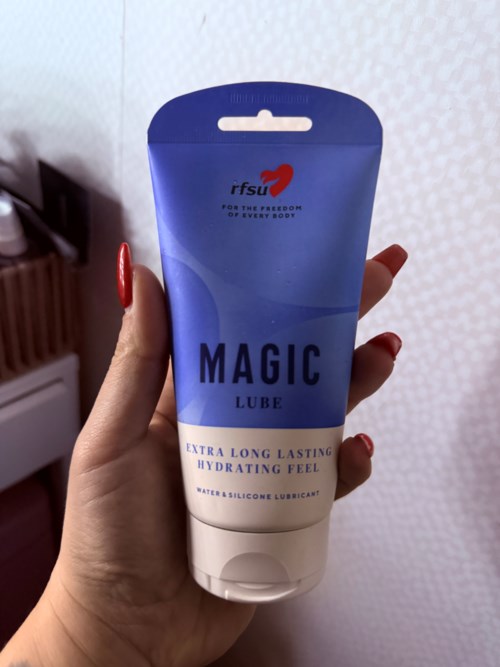 rfsu
FOR THE FREEDOM
OF EVERY BODY
MAGIC
LUBE
EXTRA LONG LASTING
HYDRATING FEEL
WATER & SILICONE LUBRICANT